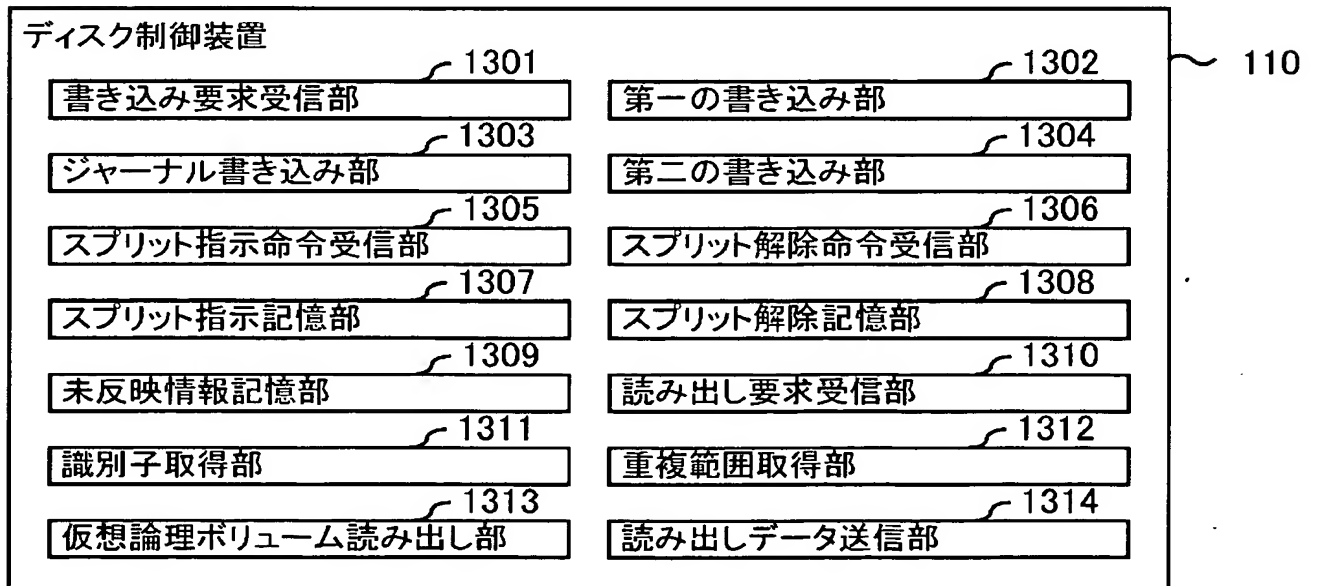 ディスク制御装置
110
1301 1302
書き込み要求受信部 第一の書き込み部
1303 1304
ジャーナル書き込み部 第二の書き込み部
1305 1306
スプリット指示命令受信部 スプリット解除命令受信部
1307 1308
スプリット指示記憶部 スプリット解除記憶部
1309 1310
未反映情報記憶部 読み出し要求受信部
1311 1312
識別子取得部 重複範囲取得部
1313 1314
仮想論理ボリューム読み出し部 読み出しデータ送信部